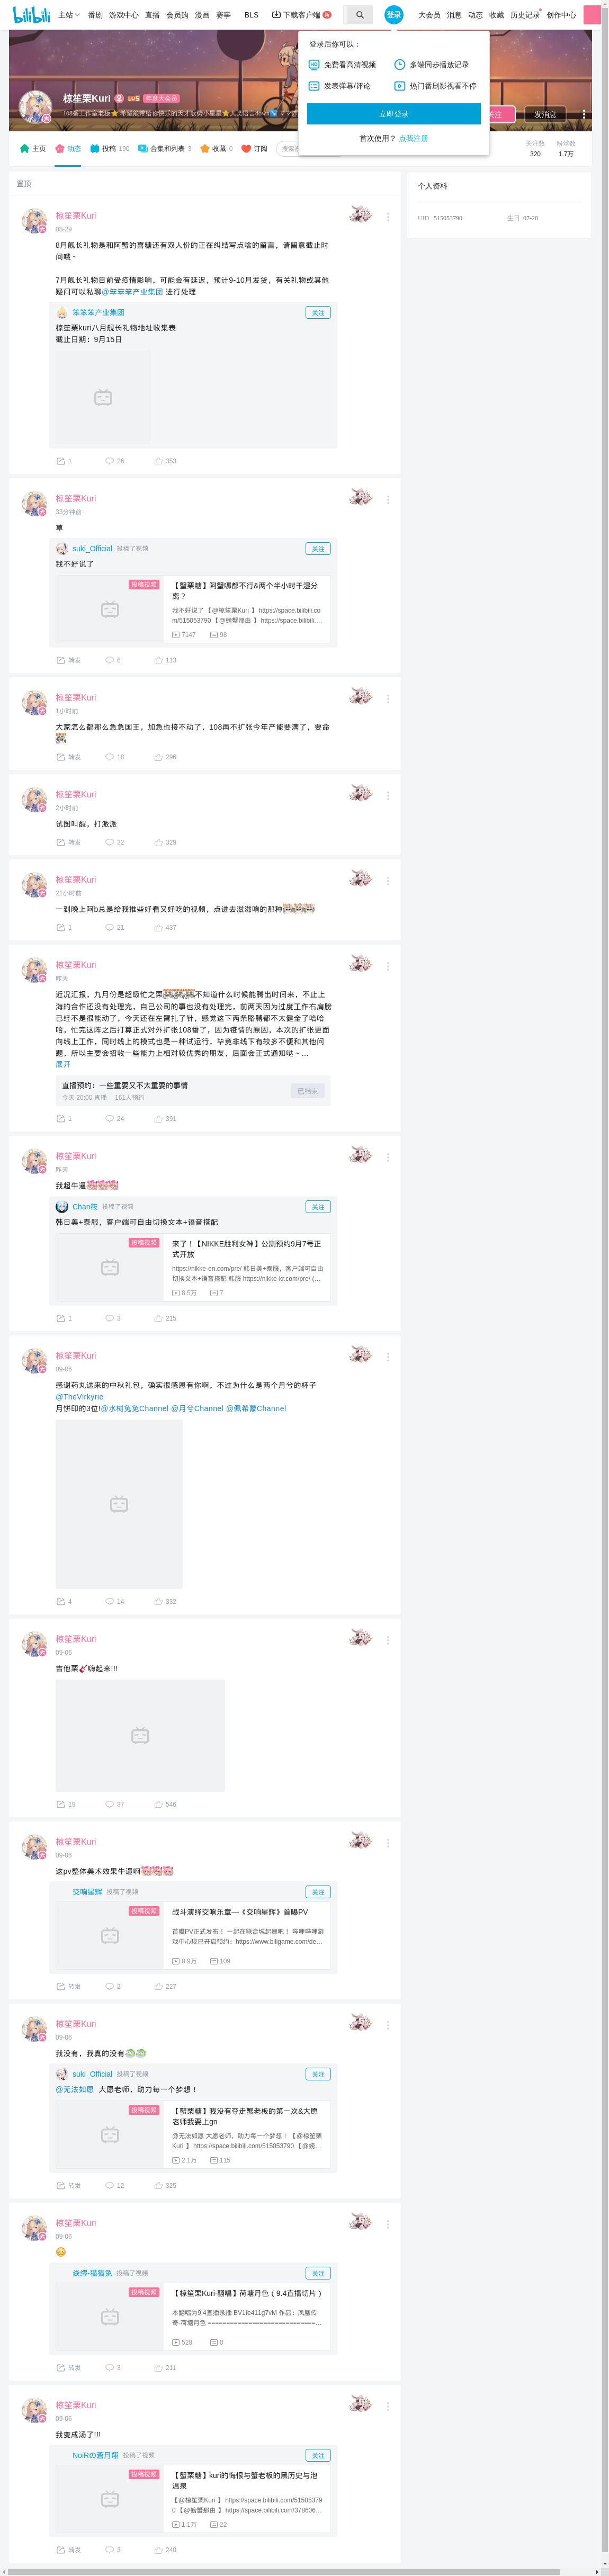 bilibili 主站 番剧 游戏中心 直播 会员购 漫画 赛事 BLS 下载客户端 登录 大会员 消息 动态 收藏 历史记录 创作中心
登录后你可以：
免费看高清视频 多端同步播放记录
发表弹幕/评论 热门番剧影视看不停
立即登录
首次使用？ 点我注册
椋笙栗Kuri LV5 年度大会员
关注 发消息
主页 动态 投稿 190 合集和列表 3 收藏 0 订阅
关注数 320
粉丝数 1.7万
置顶
个人资料
UID 515053790 生日 07-20
椋笙栗Kuri
08-29
8月舰长礼物是和阿蟹的喜糖还有双人份的正在纠结写点啥的留言，请留意截止时
间哦~
7月舰长礼物目前受疫情影响，可能会有延迟，预计9-10月发货，有关礼物或其他
疑问可以私聊@笨笨笨产业集团 进行处理
笨笨笨产业集团 关注
椋笙栗kuri八月舰长礼物地址收集表
截止日期：9月15日
1 26 353
椋笙栗Kuri
33分钟前
草
suki_Official 投稿了视频 关注
我不好说了
投稿视频
【蟹栗糖】阿蟹哪都不行&两个半小时干湿分
离？
我不好说了 【@椋笙栗Kuri 】https://space.bilibili.co
m/515053790 【@螃蟹那由 】https://space.bilibili....
7147 98
转发 6 113
椋笙栗Kuri
1小时前
大家怎么都那么急急国王，加急也接不动了，108再不扩张今年产能要满了，要命
转发 18 296
椋笙栗Kuri
2小时前
试图叫醒，打派派
转发 32 329
椋笙栗Kuri
21小时前
一到晚上阿b总是给我推些好看又好吃的视频，点进去滋滋响的那种
1 21 437
椋笙栗Kuri
昨天
近况汇报，九月份是超级忙之栗不知道什么时候能腾出时间来，不止上
海的合作还没有处理完，自己公司的事也没有处理完，前两天因为过度工作右肩膀
已经不是很能动了，今天还在左臂扎了针，感觉这下两条胳膊都不太健全了哈哈
哈，忙完这阵之后打算正式对外扩张108番了，因为疫情的原因，本次的扩张更面
向线上工作，同时线上的模式也是一种试运行，毕竟非线下有较多不便和其他问
题，所以主要会招收一些能力上相对较优秀的朋友，后面会正式通知哒~...
展开
直播预约：一些重要又不太重要的事情
今天 20:00 直播 161人预约 已结束
1 24 391
椋笙栗Kuri
昨天
我超牛逼
Chan莜 投稿了视频 关注
韩日美+泰服，客户端可自由切换文本+语音搭配
投稿视频
来了！【NIKKE胜利女神】公测预约9月7号正
式开放
https://nikke-en.com/pre/ 韩日美+泰服，客户端可自由
切换文本+语音搭配 韩服 https://nikke-kr.com/pre/ (...
8.5万 7
1 3 215
椋笙栗Kuri
09-06
感谢药丸送来的中秋礼包，确实很感恩有你啊，不过为什么是两个月兮的杯子
@TheVirkyrie
月饼印的3位!@水树兔兔Channel @月兮Channel @佩希蒙Channel
4 14 332
椋笙栗Kuri
09-06
吉他栗🎸嗨起来!!!
19 37 546
椋笙栗Kuri
09-06
这pv整体美术效果牛逼啊
交响星辉 投稿了视频 关注
投稿视频
战斗演绎交响乐章—《交响星辉》首曝PV
首曝PV正式发布！ 一起在联合城起舞吧！ 哔哩哔哩游
戏中心现已开启预约：https://www.biligame.com/de...
8.9万 109
转发 2 227
椋笙栗Kuri
09-06
我没有，我真的没有
suki_Official 投稿了视频 关注
@无法如愿 大愿老师，助力每一个梦想！
投稿视频
【蟹栗糖】我没有夺走蟹老板的第一次&大愿
老师我要上gn
@无法如愿 大愿老师，助力每一个梦想！ 【@椋笙栗
Kuri 】https://space.bilibili.com/515053790 【@螃...
2.1万 115
转发 12 325
椋笙栗Kuri
09-06
焱缪-猫猫兔 投稿了视频 关注
投稿视频
【椋笙栗Kuri·翻唱】荷塘月色（ 9.4直播切片 ）
本翻唱为9.4直播录播 BV1fe411g7vM 作品：凤凰传
奇-荷塘月色 ============================...
528 0
转发 3 211
椋笙栗Kuri
09-06
我变成汤了!!!
NoiRの蔷月翊 投稿了视频 关注
投稿视频
【蟹栗糖】kuri的悔恨与蟹老板的黑历史与泡
温泉
【@椋笙栗Kuri 】 https://space.bilibili.com/51505379
0 【@螃蟹那由 】 https://space.bilibili.com/378606...
1.1万 22
转发 3 240